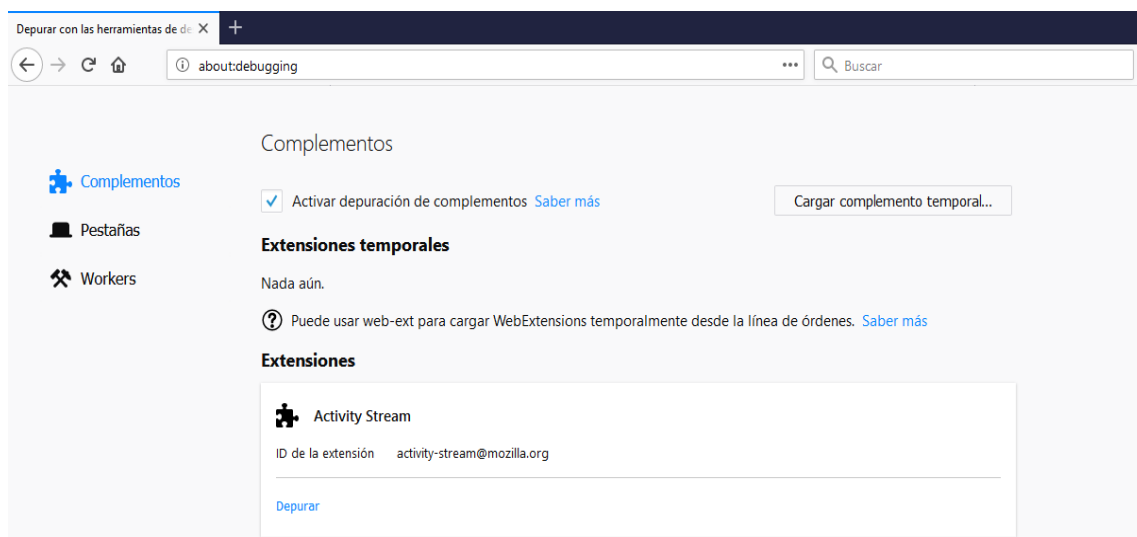 Depurar con las herramientas de de
about:debugging
Buscar
Complementos
Complementos
Activar depuración de complementos Saber más
Cargar complemento temporal...
Pestañas
Extensiones temporales
Workers
Nada aún.
Puede usar web-ext para cargar WebExtensions temporalmente desde la línea de órdenes. Saber más
Extensiones
Activity Stream
ID de la extensión activity-stream@mozilla.org
Depurar